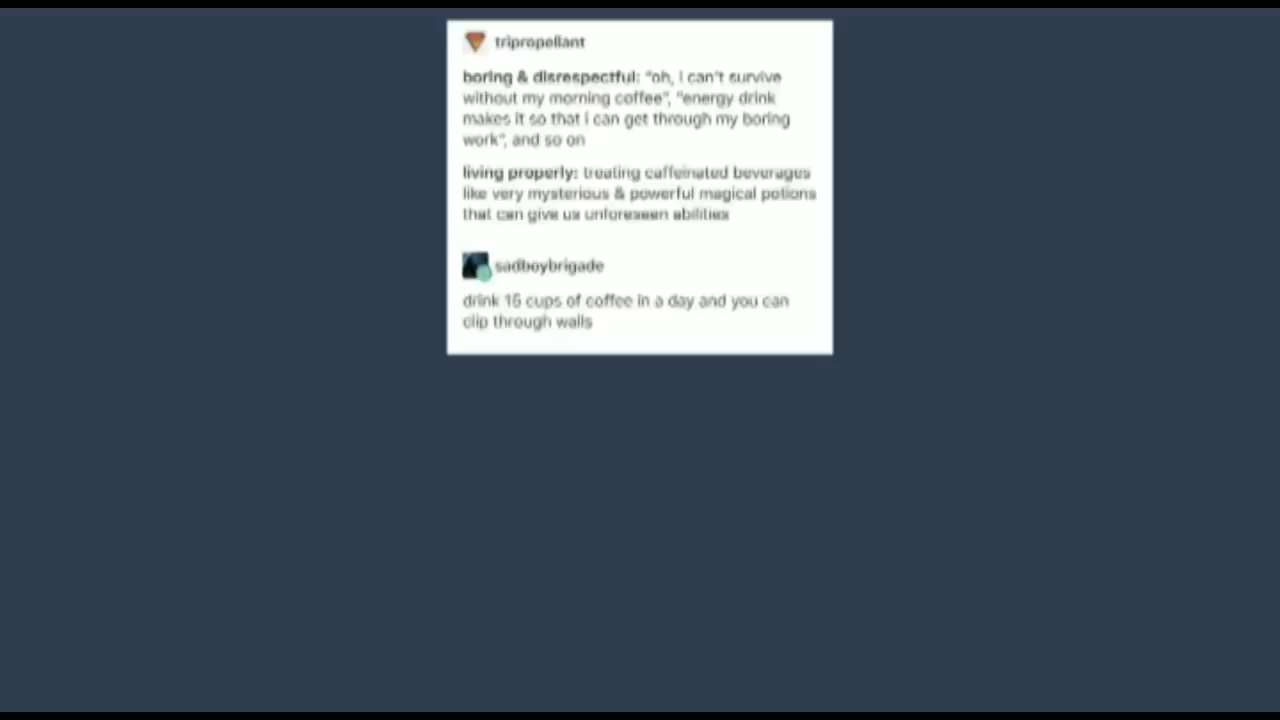 tripropellant
boring & disrespectful: "oh, i can't survive
without my morning coffee", "energy drink
makes it so that i can get through my boring
work", and so on
living properly: treating caffeinated beverages
like very mysterious & powerful magical potions
that can give us unforeseen abilities
sadboybrigade
drink 15 cups of coffee in a day and you can
clip through walls